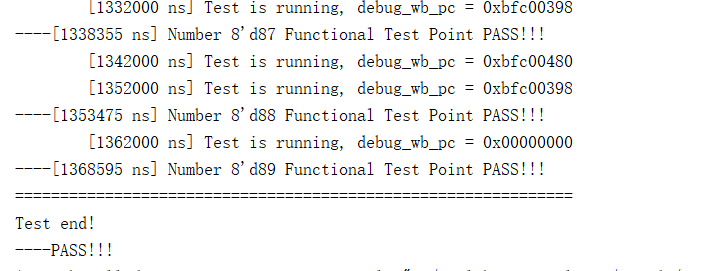 [1332000 ns] Test is running, debug_wb_pc = 0xbfc00398
----[1338355 ns] Number 8'd87 Functional Test Point PASS!!!
[1342000 ns] Test is running, debug_wb_pc = 0xbfc00480
[1352000 ns] Test is running, debug_wb_pc = 0xbfc00398
----[1353475 ns] Number 8'd88 Functional Test Point PASS!!!
[1362000 ns] Test is running, debug_wb_pc = 0x00000000
----[1368595 ns] Number 8'd89 Functional Test Point PASS!!!
==============================================================
Test end!
----PASS!!!